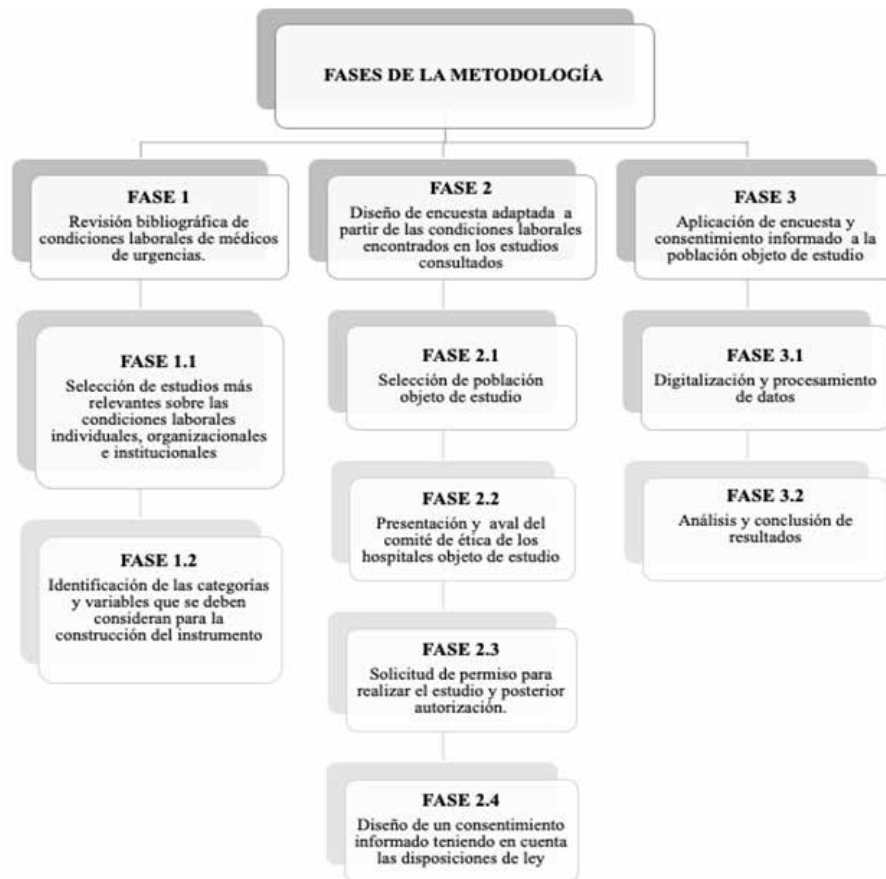 FASES DE LA METODOLOGÍA
FASE 1
Revisión bibliográfica de
condiciones laborales de médicos
de urgencias.
FASE 1.1
Selección de estudios más
relevantes sobre las
condiciones laborales
individuales, organizacionales
e institucionales
FASE 1.2
Identificación de las categorías
y variables que se deben
consideran para la
construcción del instrumento
FASE 2
Diseño de encuesta adaptada a
partir de las condiciones laborales
encontrados en los estudios
consultados
FASE 2.1
Selección de población
objeto de estudio
FASE 2.2
Presentación y aval del
comité de ética de los
hospitales objeto de estudio
FASE 2.3
Solicitud de permiso para
realizar el estudio y posterior
autorización.
FASE 2.4
Diseño de un consentimiento
informado teniendo en cuenta
las disposiciones de ley
FASE 3
Aplicación de encuesta y
consentimiento informado a la
población objeto de estudio
FASE 3.1
Digitalización y procesamiento
de datos
FASE 3.2
Análisis y conclusión de
resultados